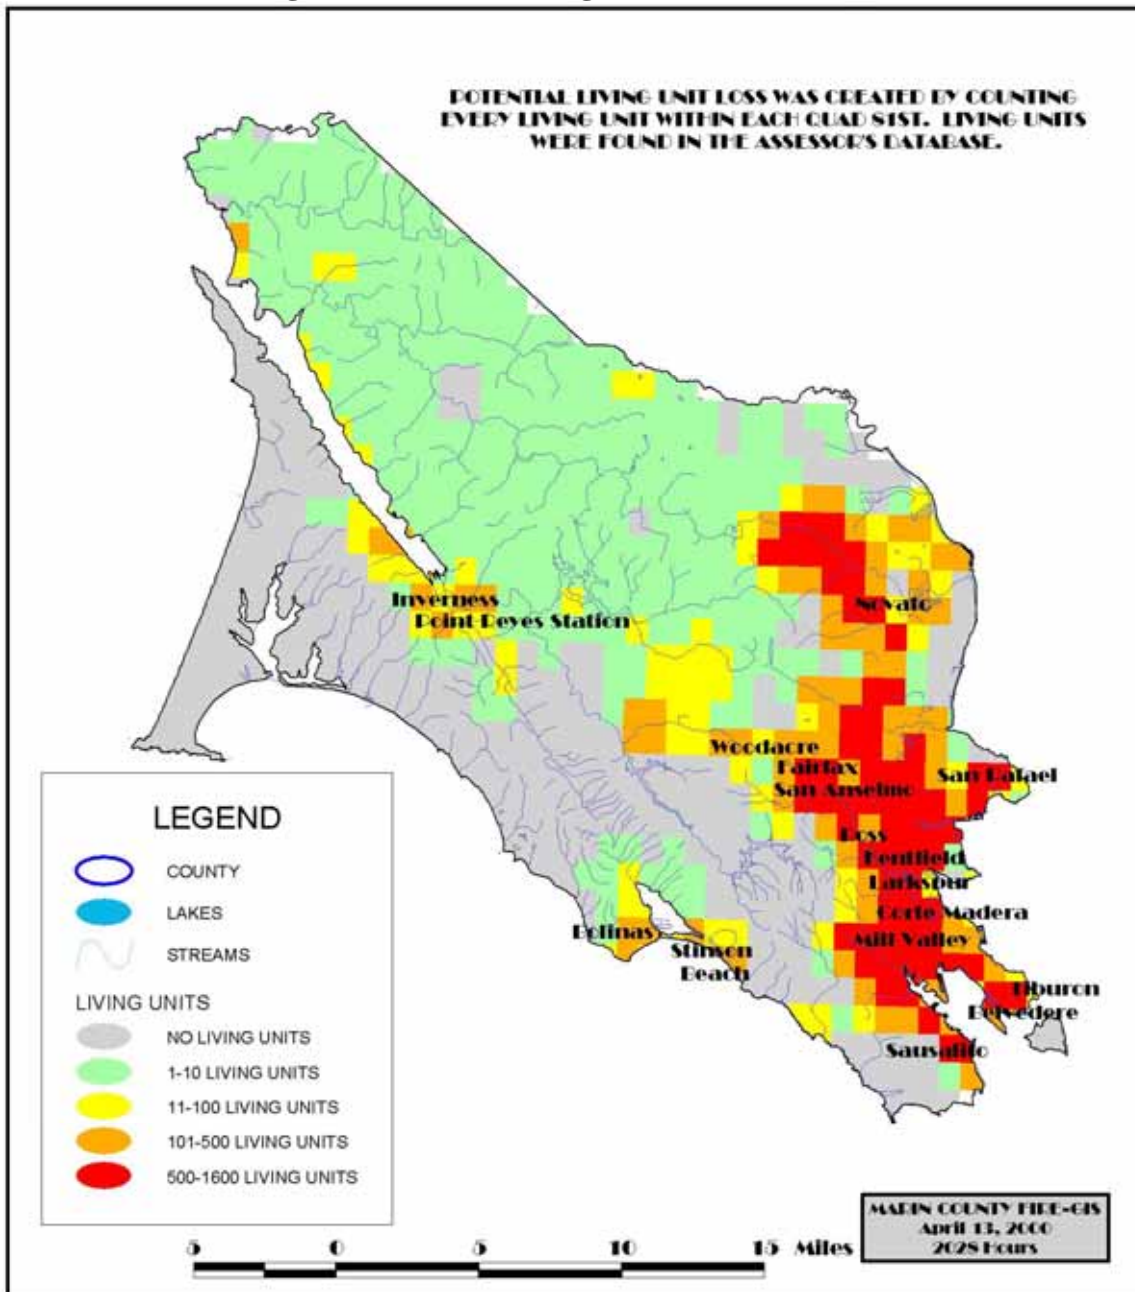 POTENTIAL LIVING UNIT LOSS WAS CREATED BY COUNTING
EVERY LIVING UNIT WITHIN EACH QUAD 81ST. LIVING UNITS
WERE FOUND IN THE ASSESSOR'S DATABASE.
Inverness
Point Reyes Station
Novato
Woodacre
Fairfax
San Rafael
San Anselmo
Ross
Kentfield
Larkspur
Corte Madera
Bolinas
Mill Valley
Stinson
Beach
Tiburon
Belvedere
Sausalito
LEGEND
COUNTY
LAKES
STREAMS
LIVING UNITS
NO LIVING UNITS
1-10 LIVING UNITS
11-100 LIVING UNITS
101-500 LIVING UNITS
500-1600 LIVING UNITS
MARIN COUNTY FIRE-GIS
April 13, 2000
2028 Hours
5 0 5 10 15 Miles